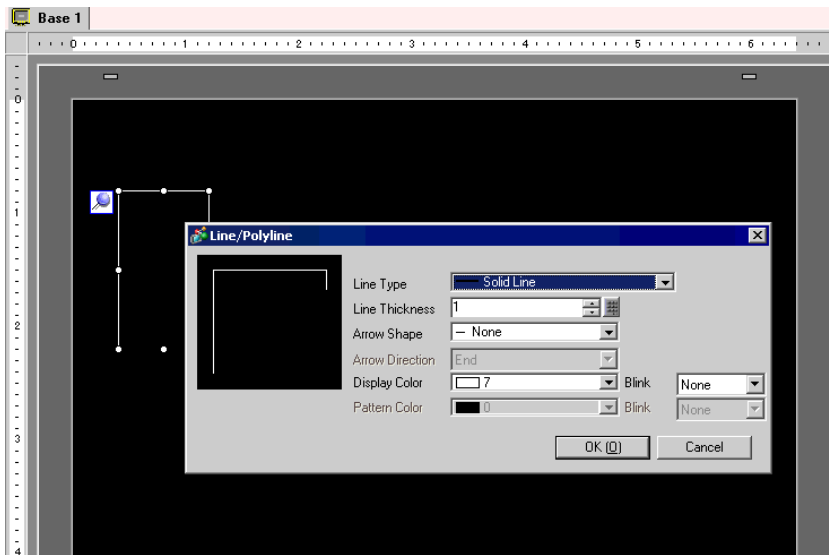 Base 1
0 1 2 3 4 5 6
0
1
2
3
4
Line/Polyline
Line Type Solid Line
Line Thickness 1
Arrow Shape None
Arrow Direction End
Display Color 7 Blink None
Pattern Color 0 Blink None
OK (O) Cancel